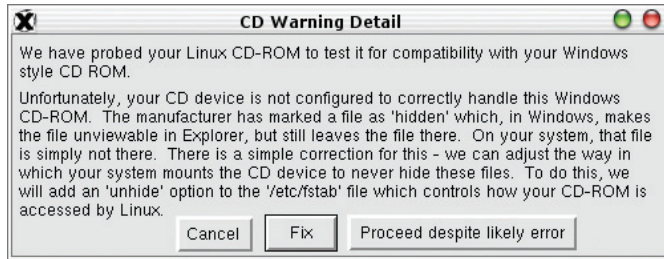 CD Warning Detail
We have probed your Linux CD-ROM to test it for compatibility with your Windows
style CD ROM.
Unfortunately, your CD device is not configured to correctly handle this Windows
CD-ROM. The manufacturer has marked a file as 'hidden' which, in Windows, makes
the file unviewable in Explorer, but still leaves the file there. On your system, that file
is simply not there. There is a simple correction for this - we can adjust the way in
which your system mounts the CD device to never hide these files. To do this, we
will add an 'unhide' option to the '/etc/fstab' file which controls how your CD-ROM is
accessed by Linux.
Cancel Fix Proceed despite likely error